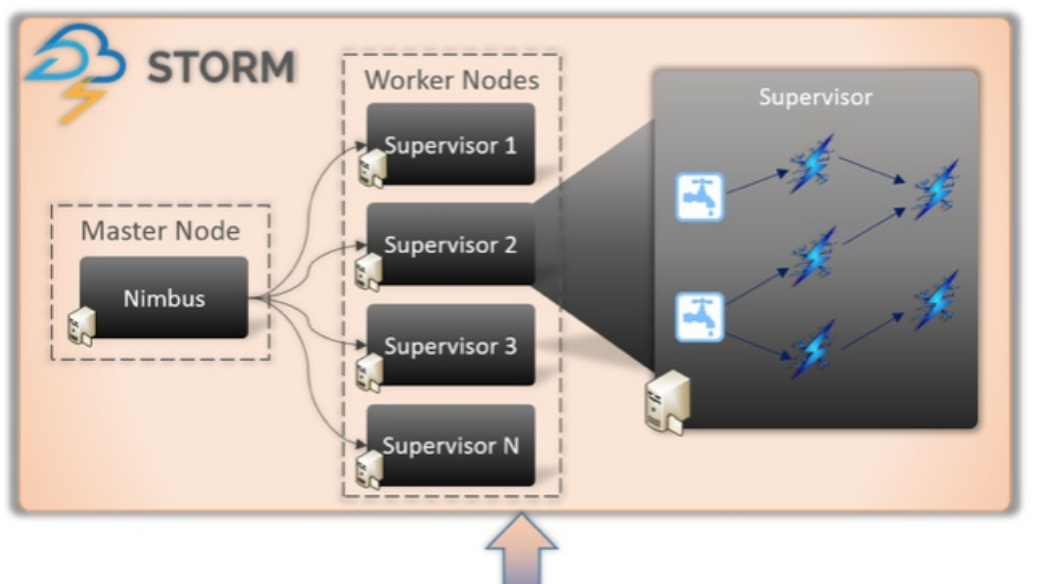 STORM
Master Node
Nimbus
Worker Nodes
Supervisor 1
Supervisor 2
Supervisor 3
Supervisor N
Supervisor